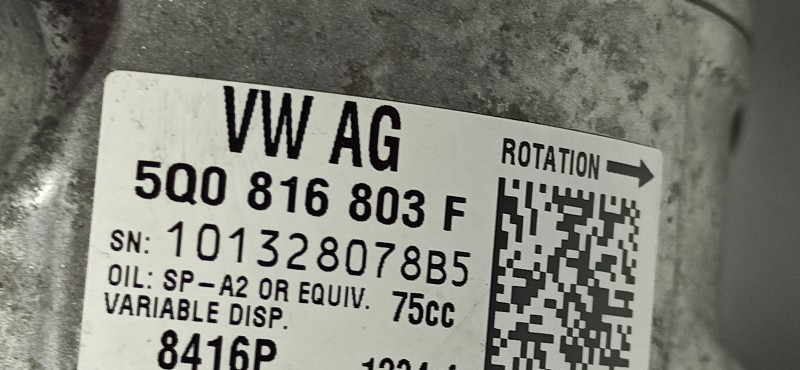 VW AG
ROTATION
5Q0 816 803 F
SN: 101328078B5
OIL: SP-A2 OR EQUIV. 75cc
VARIABLE DISP.
8416P